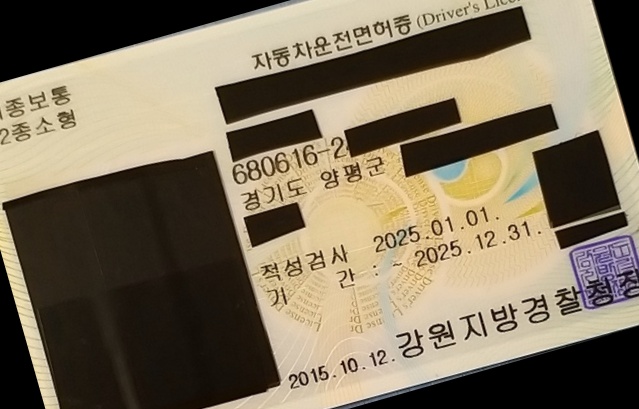 자동차운전면허증 (Driver's Lice
종보통
2종소형
680616-2
경기도 양평군
적성검사 2025.01.01.
기 간 : ~ 2025.12.31.
2015.10.12. 강원지방경찰청장